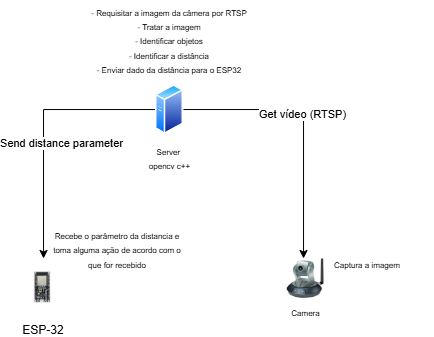 - Requisitar a imagem da câmera por RTSP
- Tratar a imagem
- Identificar objetos
- Identificar a distância
- Enviar dado da distância para o ESP32
Get vídeo (RTSP)
Send distance parameter
Server
opencv c++
Recebe o parâmetro da distancia e
toma alguma ação de acordo com o
que for recebido
Captura a imagem
Camera
ESP-32